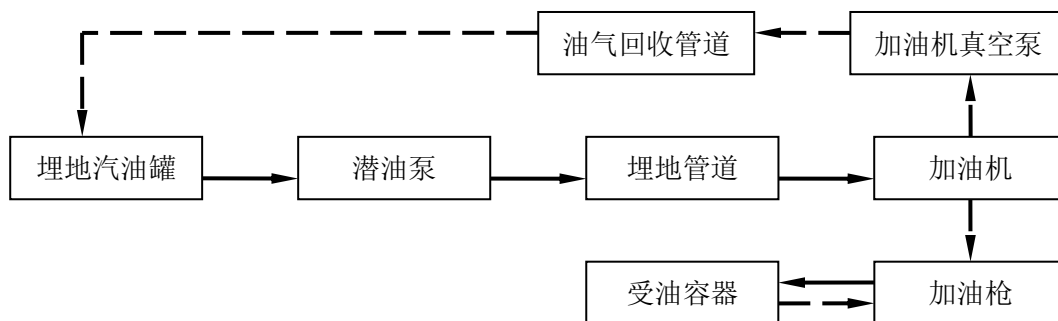 油气回收管道
加油机真空泵
埋地汽油罐
潜油泵
埋地管道
加油机
受油容器
加油枪